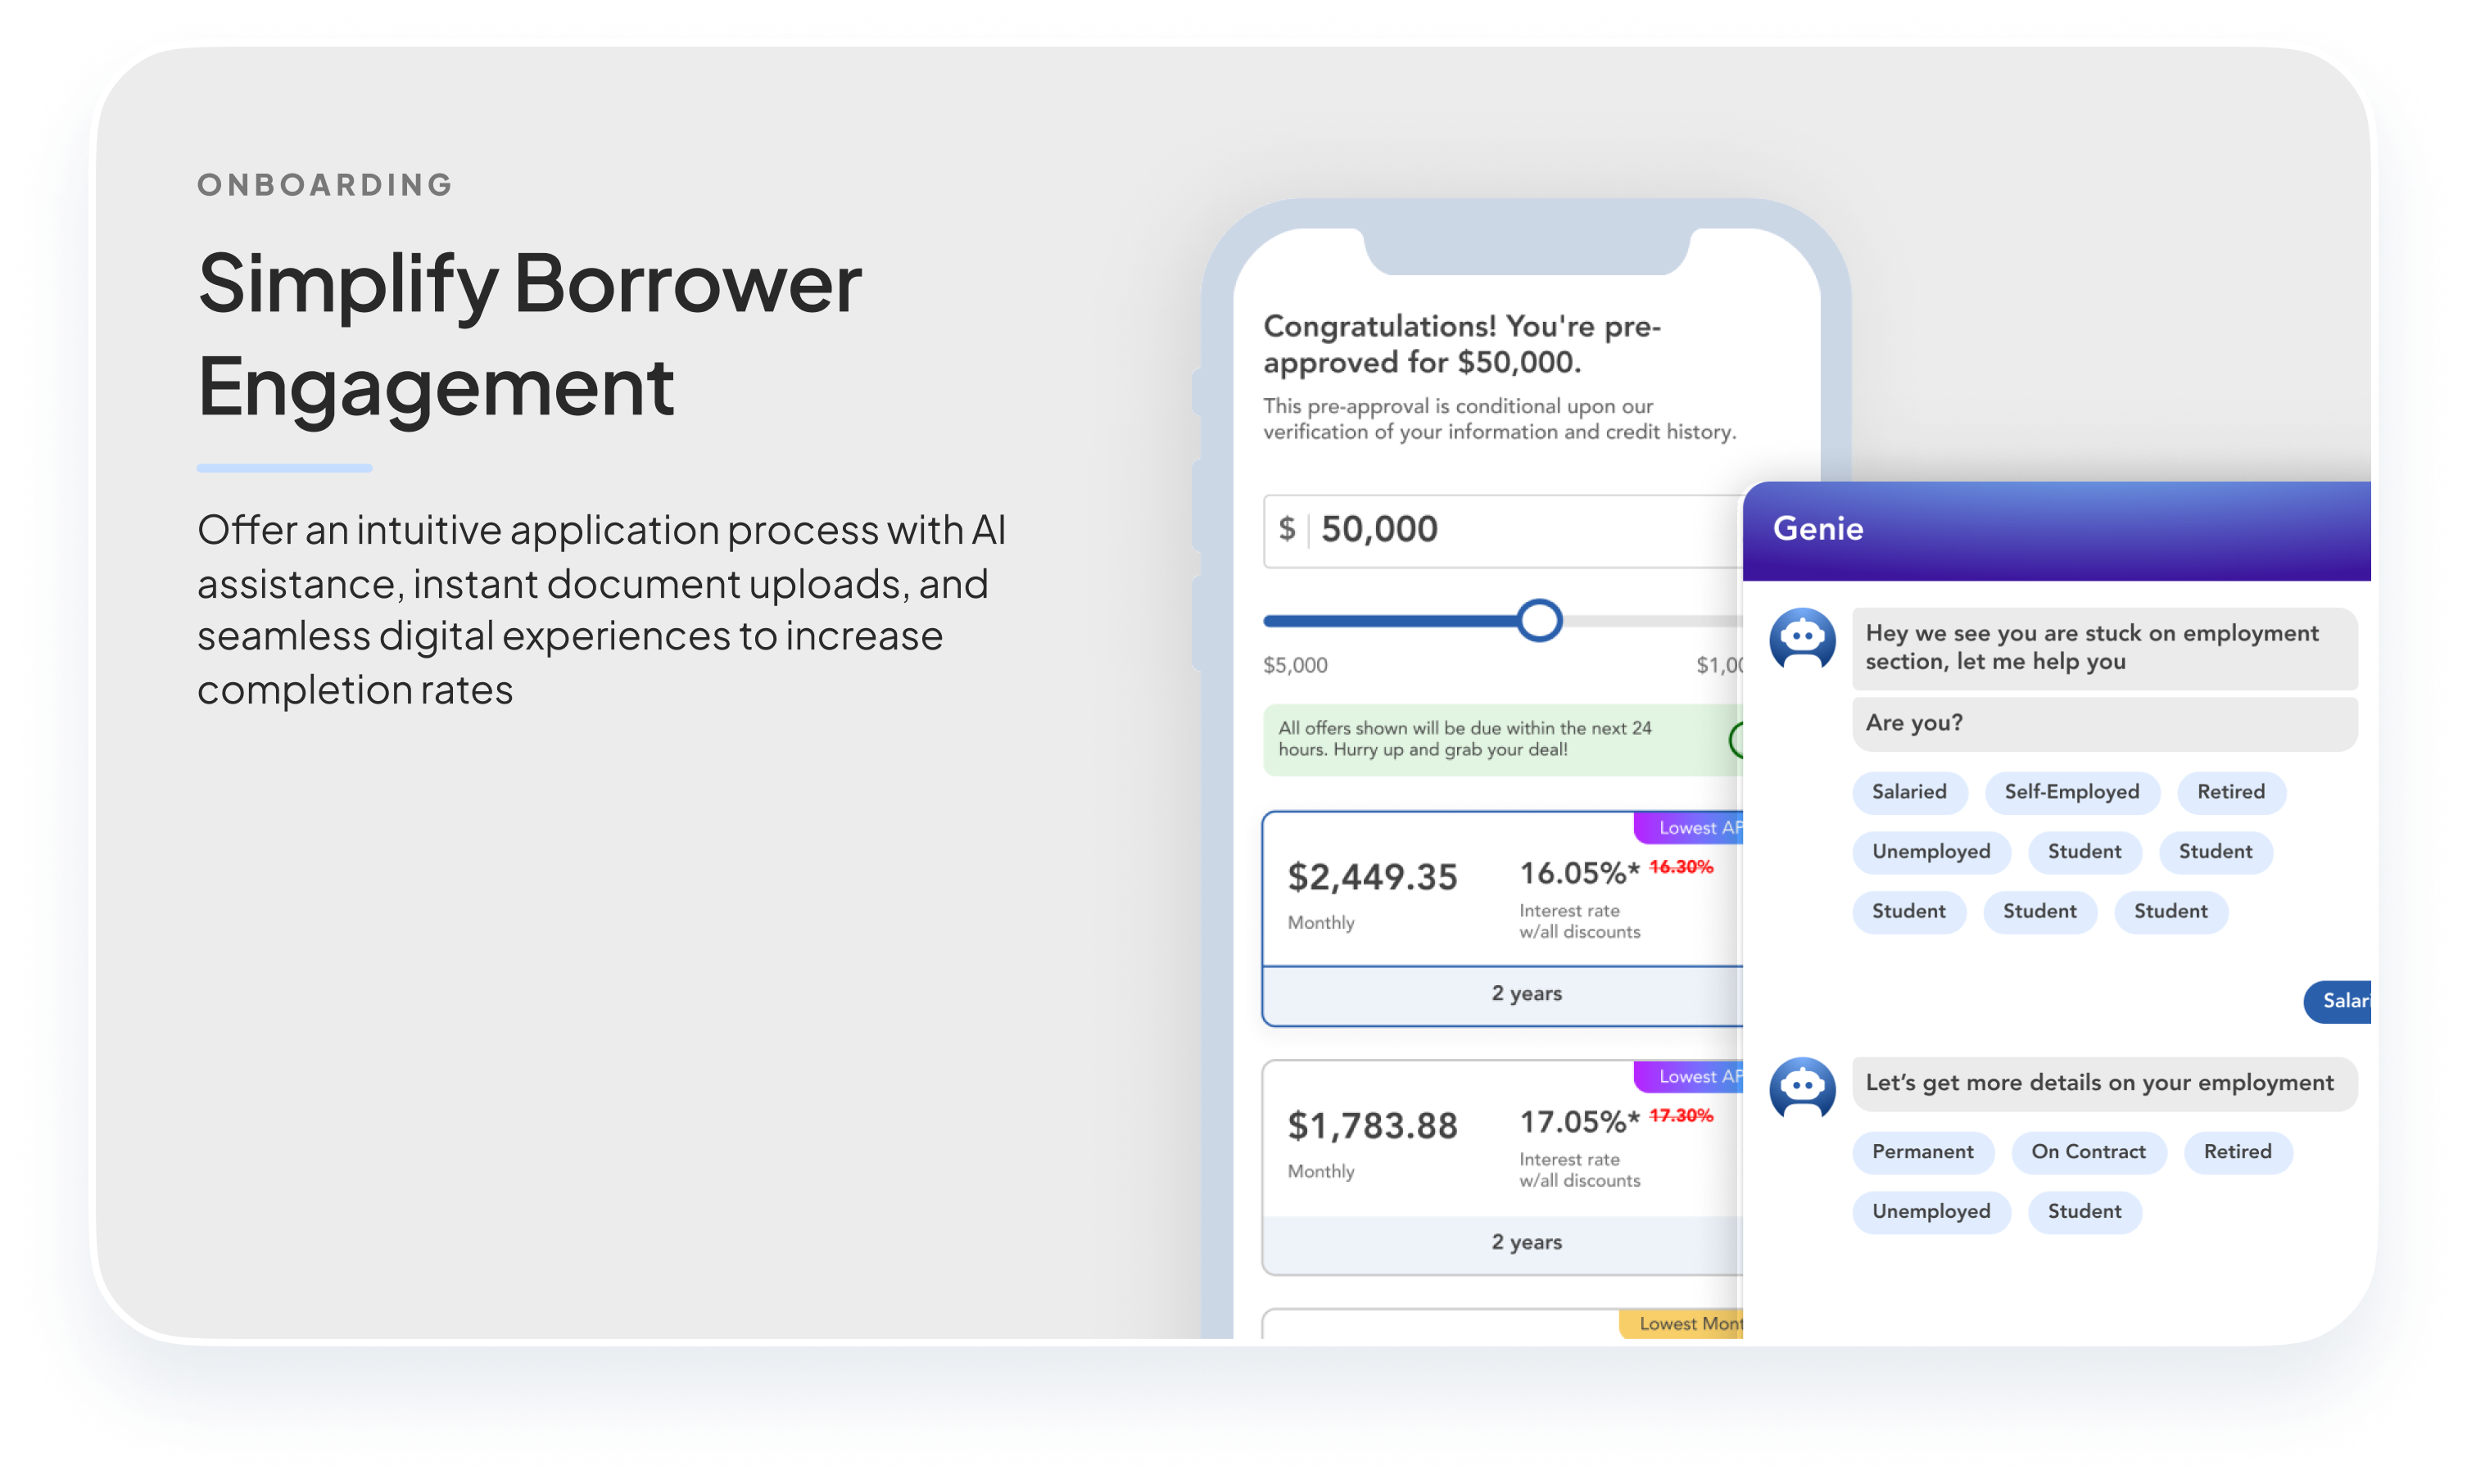 ONBOARDING
Simplify Borrower
Engagement
Offer an intuitive application process with AI
assistance, instant document uploads, and
seamless digital experiences to increase
completion rates
Congratulations! You're pre-
approved for $50,000.
This pre-approval is conditional upon our
verification of your information and credit history.
$ 50,000
$5,000 $1,00
All offers shown will be due within the next 24
hours. Hurry up and grab your deal!
Lowest AP
$2,449.35 16.05%* 16.30%
Monthly Interest rate
w/all discounts
2 years
Lowest AP
$1,783.88 17.05%* 17.30%
Monthly Interest rate
w/all discounts
2 years
Lowest Mont
Genie
Hey we see you are stuck on employment
section, let me help you
Are you?
Salaried Self-Employed Retired
Unemployed Student Student
Student Student Student
Salari
Let’s get more details on your employment
Permanent On Contract Retired
Unemployed Student